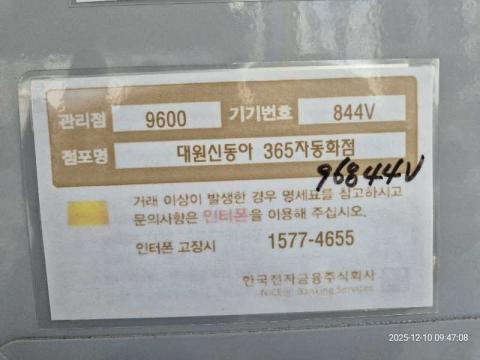 관리점 9600 기기번호 844V
점포명 대원신동아 365자동화점
96844V
거래 이상이 발생한 경우 명세표를 참고하시고
문의사항은 인터폰을 이용해 주십시오.
인터폰 고장시 1577-4655
한국전자금융주식회사
NICE Banking Services
2025-12-10 09:47:08